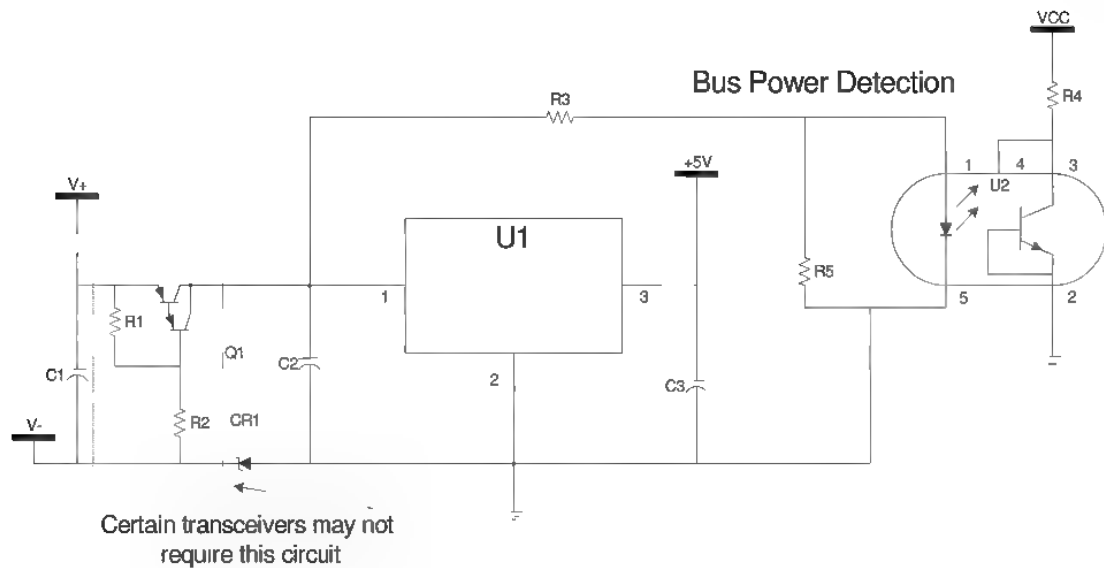 VCC
Bus Power Detection
R4
R3
+5V
1
4
3
U2
V+
U1
R5
1
3
5
2
R1
Q1
C2
2
C1
C3
R2
CR1
V-
Certain transceivers may not
require this circuit